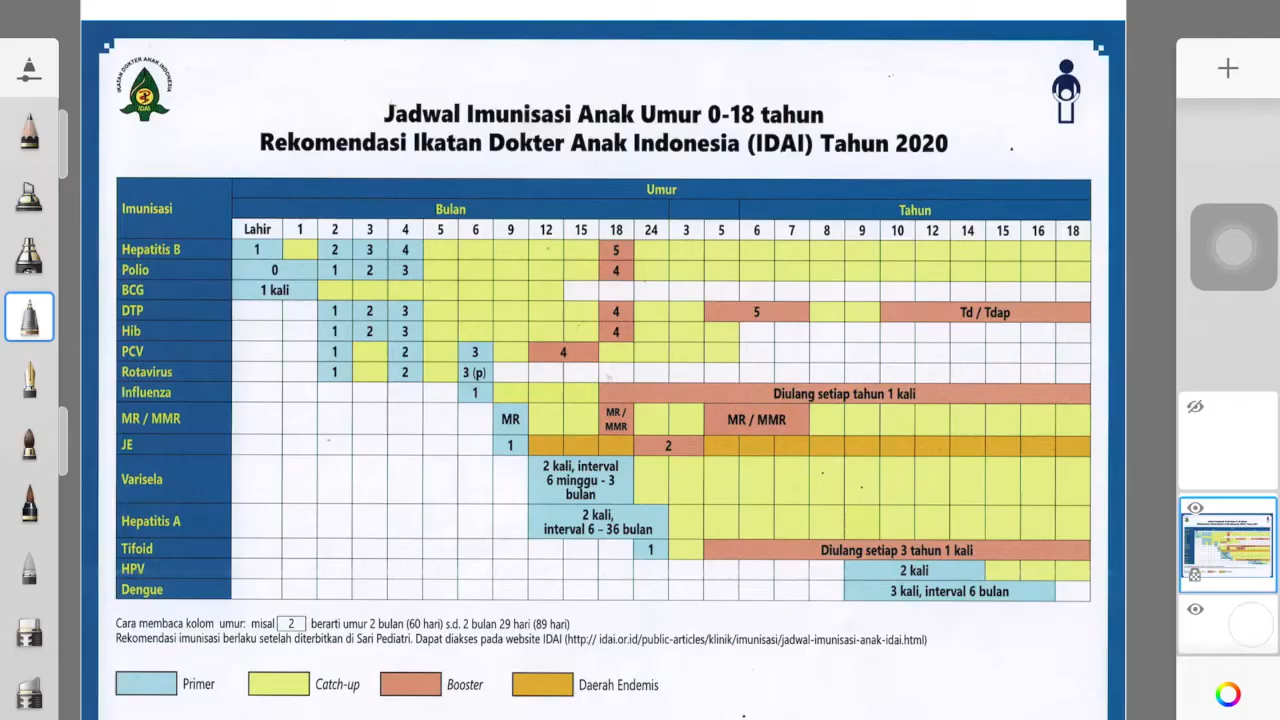 IKATAN DOKTER ANAK INDONESIA
IDAI
Jadwal Imunisasi Anak Umur 0-18 tahun
Rekomendasi Ikatan Dokter Anak Indonesia (IDAI) Tahun 2020
Imunisasi Umur
Bulan Tahun
Lahir 1 2 3 4 5 6 9 12 15 18 24 3 5 6 7 8 9 10 12 14 15 16 18
Hepatitis B 1 2 3 4 5
Polio 0 1 2 3 4
BCG 1 kali
DTP 1 2 3 4 5 Td / Tdap
Hib 1 2 3 4
PCV 1 2 3 4
Rotavirus 1 2 3 (p)
Influenza 1 Diulang setiap tahun 1 kali
MR / MMR MR MR / MMR MR / MMR
JE 1 2
Varisela 2 kali, interval
6 minggu - 3
bulan
Hepatitis A 2 kali,
interval 6 – 36 bulan
Tifoid 1 Diulang setiap 3 tahun 1 kali
HPV 2 kali
Dengue 3 kali, interval 6 bulan
Cara membaca kolom umur: misal 2 berarti umur 2 bulan (60 hari) s.d. 2 bulan 29 hari (89 hari)
Rekomendasi imunisasi berlaku setelah diterbitkan di Sari Pediatri. Dapat diakses pada website IDAI (http:// idai.or.id/public-articles/klinik/imunisasi/jadwal-imunisasi-anak-idai.html)
Primer Catch-up Booster Daerah Endemis